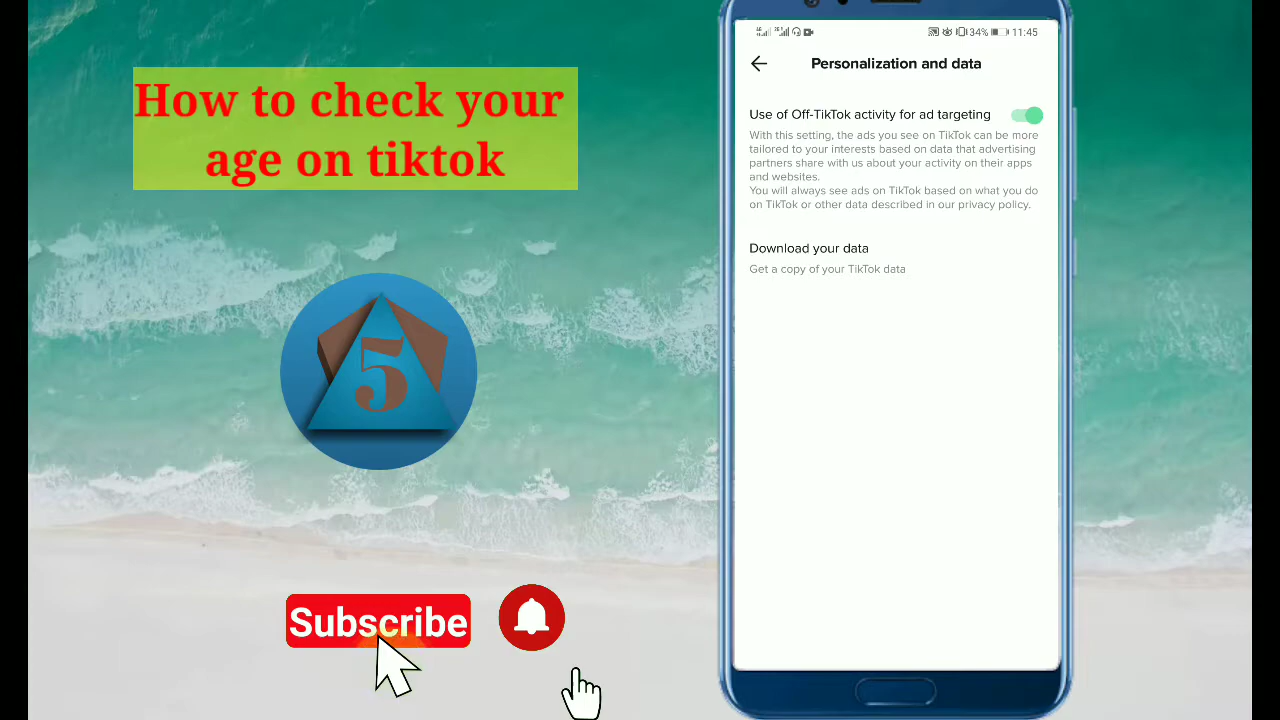 How to check your
age on tiktok
5
Subscribe
34% 11:45
Personalization and data
Use of Off-TikTok activity for ad targeting
With this setting, the ads you see on TikTok can be more
tailored to your interests based on data that advertising
partners share with us about your activity on their apps
and websites.
You will always see ads on TikTok based on what you do
on TikTok or other data described in our privacy policy.
Download your data
Get a copy of your TikTok data